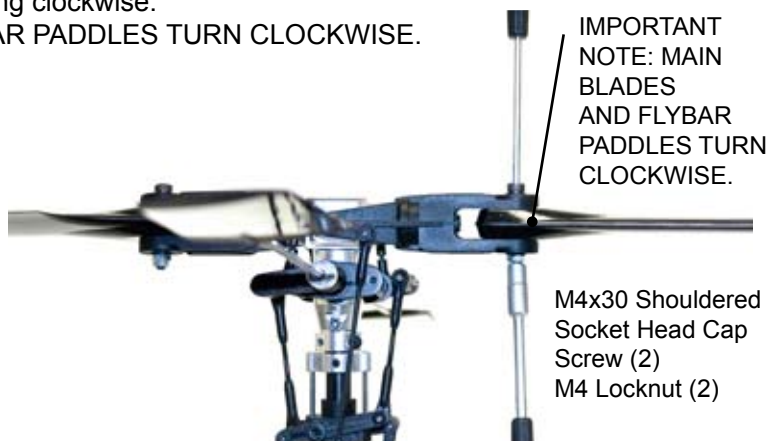 ng clockwise.
AR PADDLES TURN CLOCKWISE.
IMPORTANT
NOTE: MAIN
BLADES
AND FLYBAR
PADDLES TURN
CLOCKWISE.
M4x30 Shouldered
Socket Head Cap
Screw (2)
M4 Locknut (2)